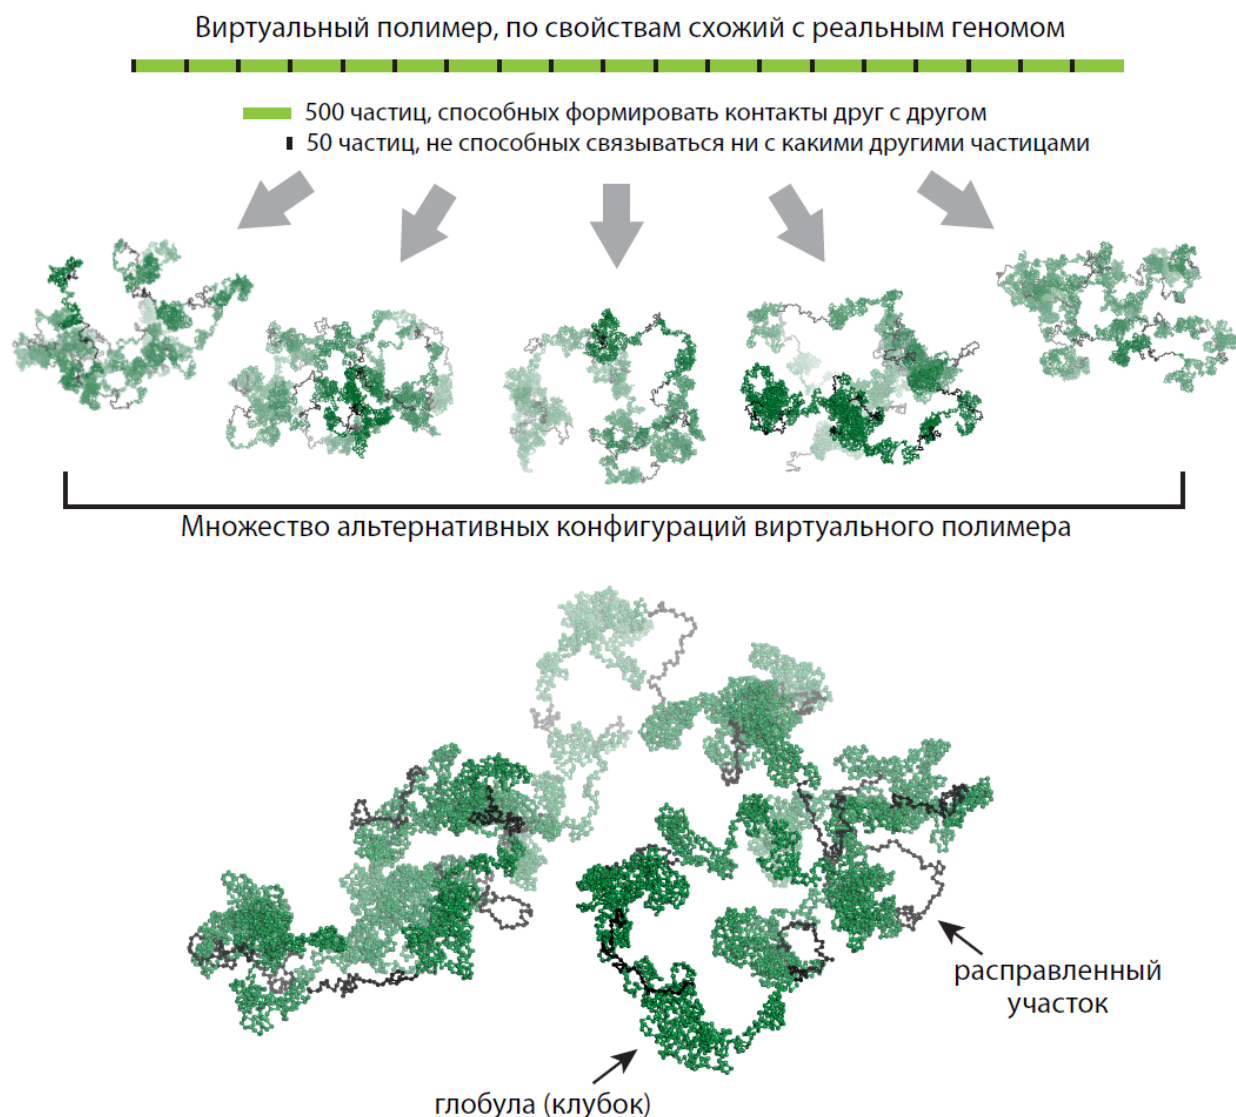 Виртуальный полимер, по свойствам схожий с реальным геномом
500 частиц, способных формировать контакты друг с другом
50 частиц, не способных связываться ни с какими другими частицами
Множество альтернативных конфигураций виртуального полимера
расправленный
участок
глобула (клубок)